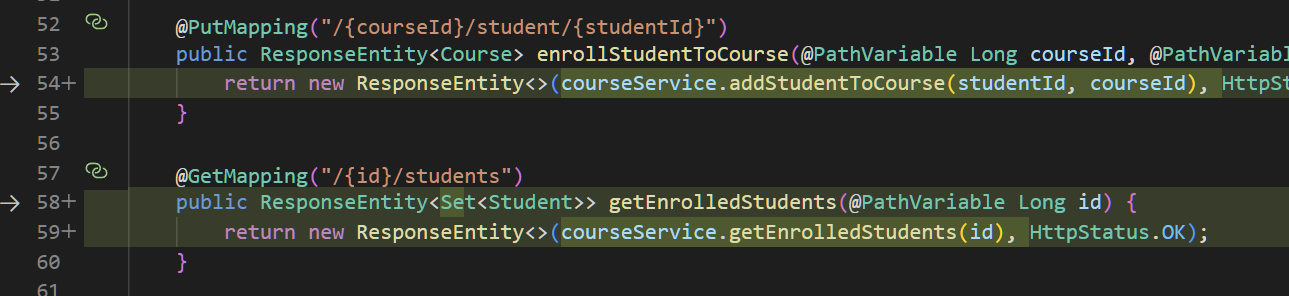 52 @PutMapping("/{courseId}/student/{studentId}")
53 public ResponseEntity<Course> enrollStudentToCourse(@PathVariable Long courseId, @PathVariabl
54+ return new ResponseEntity<>(courseService.addStudentToCourse(studentId, courseId), HttpSt
55 }
56
57 @GetMapping("/{id}/students")
58+ public ResponseEntity<Set<Student>> getEnrolledStudents(@PathVariable Long id) {
59+ return new ResponseEntity<>(courseService.getEnrolledStudents(id), HttpStatus.OK);
60 }
61